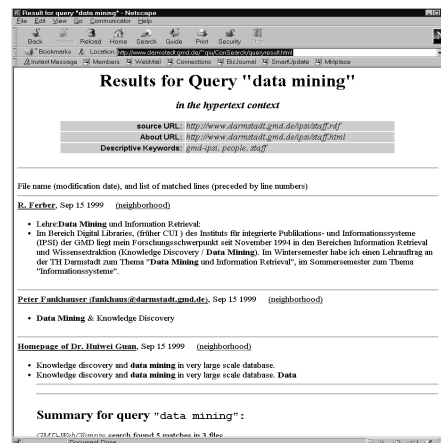 Result for query "data mining" - Netscape
File Edit View Go Communicator Help
Back Reload Home Search Guide Print Security
Bookmarks Location: http://www.darmstadt.gmd.de/~qiu/ConSearch/queryresult.html
Instant Message Members WebMail Connections BizJournal SmartUpdate Mktplace
Results for Query "data mining"
in the hypertext context
source URL: http://www.darmstadt.gmd.de/ipsi/staff.rdf
About URL: http://www.darmstadt.gmd.de/ipsi/staff.html
Descriptive Keywords: gmd-ipsi, people, staff
File name (modification date), and list of matched lines (preceded by line numbers)
R. Ferber, Sep 15 1999 (neighborhood)
• Lehre:Data Mining und Information Retrieval:
• Im Bereich Digital Libraries, (früher CUI ) des Instituts für integrierte Publikations- und Informationssysteme
(IPSI) der GMD liegt mein Forschungsschwerpunkt seit November 1994 in den Bereichen Information Retrieval
und Wissensextraktion (Knowledge Discovery / Data Mining). Im Wintersemester habe ich einen Lehrauftrag an
der TH Darmstadt zum Thema "Data Mining und Information Retrieval", im Sommersemester zum Thema
"Informationssysteme".
Peter Fankhauser (fankhaus@darmstadt.gmd.de), Sep 15 1999 (neighborhood)
• Data Mining & Knowledge Discovery
Homepage of Dr. Huiwei Guan, Sep 15 1999 (neighborhood)
• Knowledge discovery and data mining in very large scale database.
• Knowledge discovery and data mining in very large scale database. Data
Summary for query "data mining":
GMD-WebGlimpse search found 5 matches in 3 files
Document Done